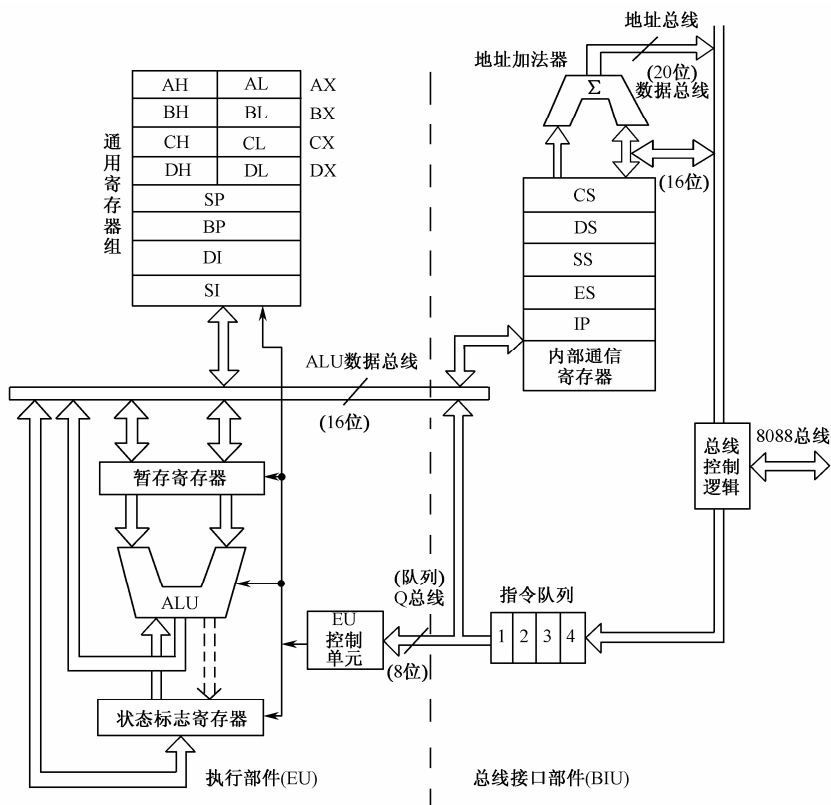 地址总线
地址加法器
(20位)
数据总线
Σ
AH AL AX
BH BL BX
CH CL CX
DH DL DX
SP
BP
DI
SI
通用寄存器组
(16位)
CS
DS
SS
ES
IP
内部通信
寄存器
ALU数据总线
(16位)
总线
控制
逻辑
8088总线
暂存寄存器
ALU
(队列)
Q总线
(8位)
指令队列
1 2 3 4
EU
控制
单元
状态标志寄存器
执行部件(EU)
总线接口部件(BIU)